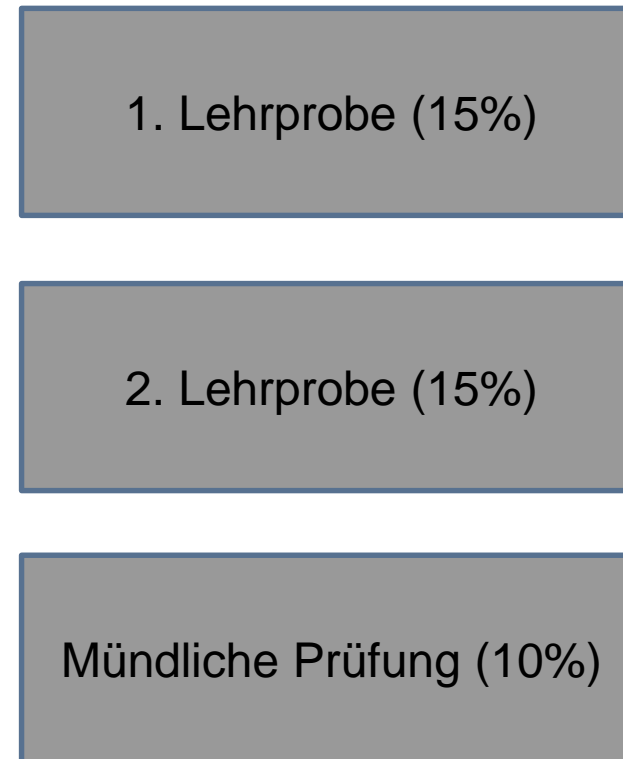 1. Lehrprobe (15%)
2. Lehrprobe (15%)
Mündliche Prüfung (10%)